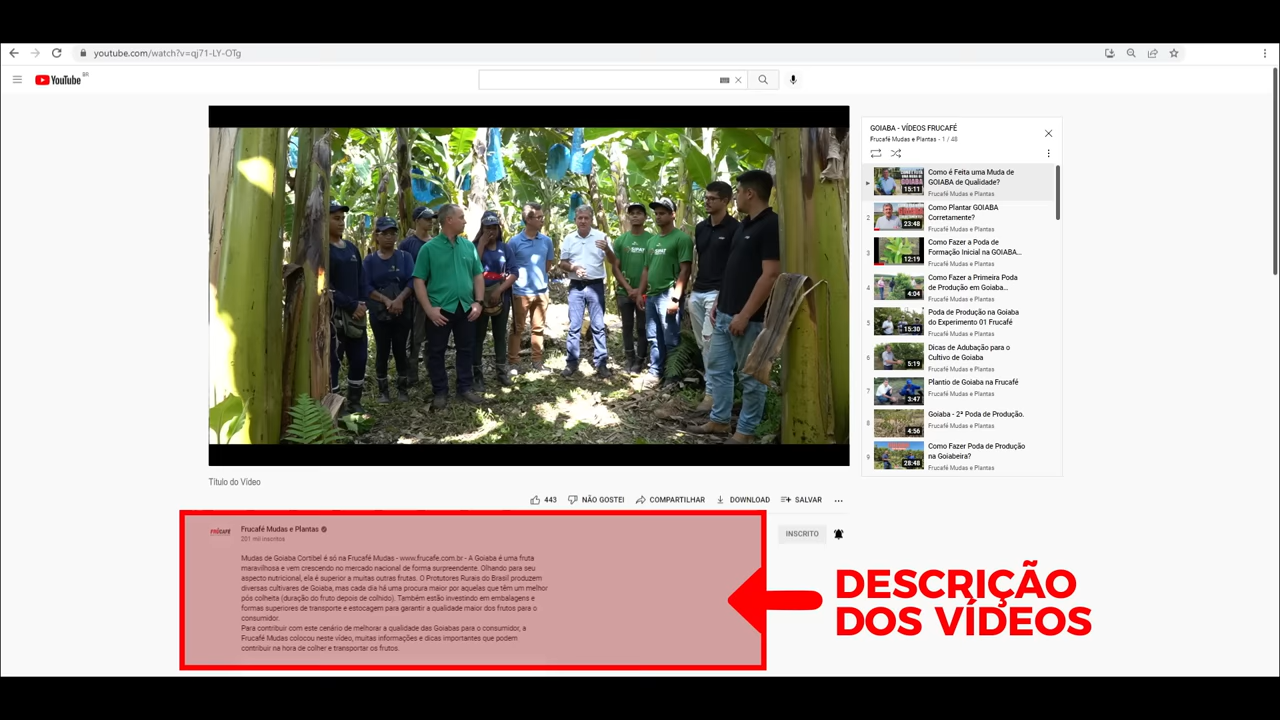 youtube.com/watch?v=qj71-LY-OTg
YouTube BR
GOIABA - VÍDEOS FRUCAFÉ
Frucafé Mudas e Plantas - 1 / 48
15:11
Como é Feita uma Muda de
GOIABA de Qualidade?
Frucafé Mudas e Plantas
2
23:48
Como Plantar GOIABA
Corretamente?
Frucafé Mudas e Plantas
3
12:19
Como Fazer a Poda de
Formação Inicial na GOIABA...
Frucafé Mudas e Plantas
4
4:04
Como Fazer a Primeira Poda
de Produção em Goiaba...
Frucafé Mudas e Plantas
5
15:30
Poda de Produção na Goiaba
do Experimento 01 Frucafé
Frucafé Mudas e Plantas
6
5:19
Dicas de Adubação para o
Cultivo de Goiaba
Frucafé Mudas e Plantas
7
3:47
Plantio de Goiaba na Frucafé
Frucafé Mudas e Plantas
8
4:56
Goiaba - 2ª Poda de Produção.
Frucafé Mudas e Plantas
9
28:48
Como Fazer Poda de Produção
na Goiabeira?
Frucafé Mudas e Plantas
Título do Vídeo
443 NÃO GOSTEI COMPARTILHAR DOWNLOAD SALVAR
FRUCAFÉ
Frucafé Mudas e Plantas
201 mil inscritos
INSCRITO
Mudas de Goiaba Cortibel é só na Frucafé Mudas - www.frucafe.com.br - A Goiaba é uma fruta
maravilhosa e vem crescendo no mercado nacional de forma surpreendente. Olhando para seu
aspecto nutricional, ela é superior a muitas outras frutas. O Protutores Rurais do Brasil produzem
diversas cultivares de Goiaba, mas cada dia há uma procura maior por aquelas que têm um melhor
pós colheita (duração do fruto depois de colhido). Também estão investindo em embalagens e
formas superiores de transporte e estocagem para garantir a qualidade maior dos frutos para o
consumidor.
Para contribuir com este cenário de melhorar a qualidade das Goiabas para o consumidor, a
Frucafé Mudas colocou neste vídeo, muitas informações e dicas importantes que podem
contribuir na hora de colher e transportar os frutos.
DESCRIÇÃO
DOS VÍDEOS